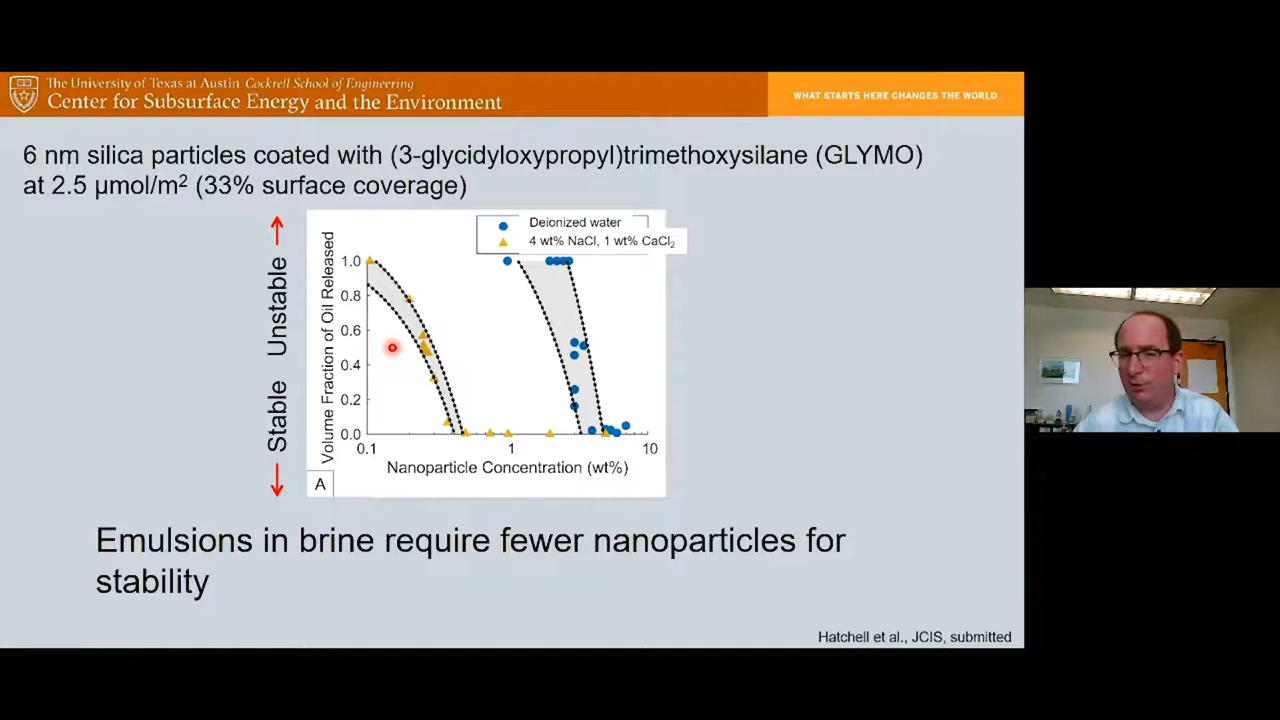 The University of Texas at Austin Cockrell School of Engineering
Center for Subsurface Energy and the Environment
WHAT STARTS HERE CHANGES THE WORLD
6 nm silica particles coated with (3-glycidyloxypropyl)trimethoxysilane (GLYMO)
at 2.5 µmol/m² (33% surface coverage)
Stable Unstable
Volume Fraction of Oil Released
Deionized water
4 wt% NaCl, 1 wt% CaCl₂
1.0
0.8
0.6
0.4
0.2
0.0
0.1 1 10
Nanoparticle Concentration (wt%)
A
Emulsions in brine require fewer nanoparticles for
stability
Hatchell et al., JCIS, submitted